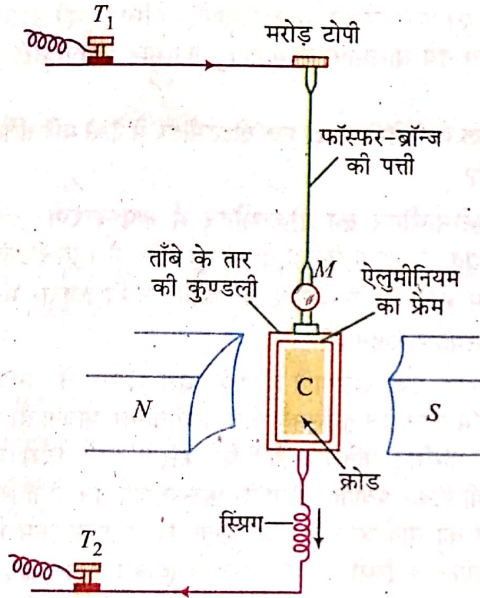 T1
मरोड़ टोपी
फॉस्फर-ब्रॉन्ज
की पत्ती
ताँबे के तार
की कुण्डली
M
ऐलुमीनियम
का फ्रेम
N
C
S
क्रोड
स्प्रिग
T2